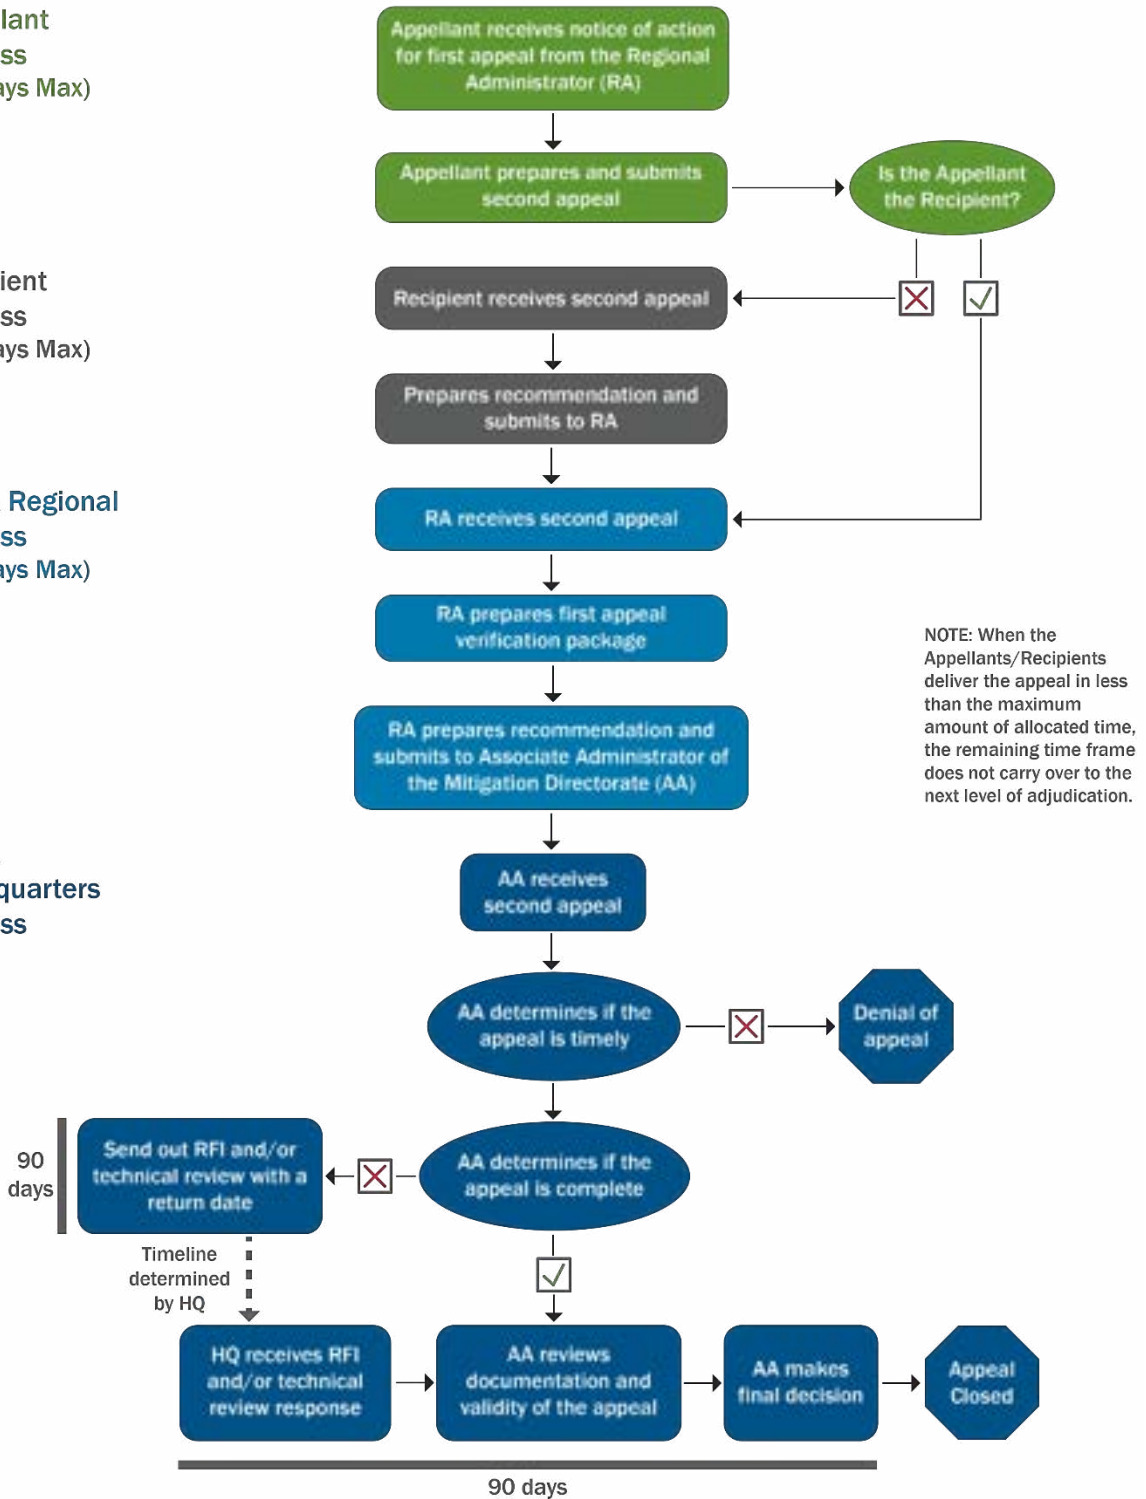 lant
ss
ays Max)
Appellant receives notice of action
for first appeal from the Regional
Administrator (RA)
Appellant prepares and submits
second appeal
Is the Appellant
the Recipient?
ient
ss
ays Max)
Recipient receives second appeal
Prepares recommendation and
submits to RA
Regional
ss
ays Max)
RA receives second appeal
RA prepares first appeal
verification package
NOTE: When the
Appellants/Recipients
deliver the appeal in less
than the maximum
amount of allocated time,
the remaining time frame
does not carry over to the
next level of adjudication.
RA prepares recommendation and
submits to Associate Administrator of
the Mitigation Directorate (AA)
quarters
ss
AA receives
second appeal
AA determines if the
appeal is timely
Denial of
appeal
90
days
Send out RFI and/or
technical review with a
return date
AA determines if the
appeal is complete
Timeline
determined
by HQ
HQ receives RFI
and/or technical
review response
AA reviews
documentation and
validity of the appeal
AA makes
final decision
Appeal
Closed
90 days